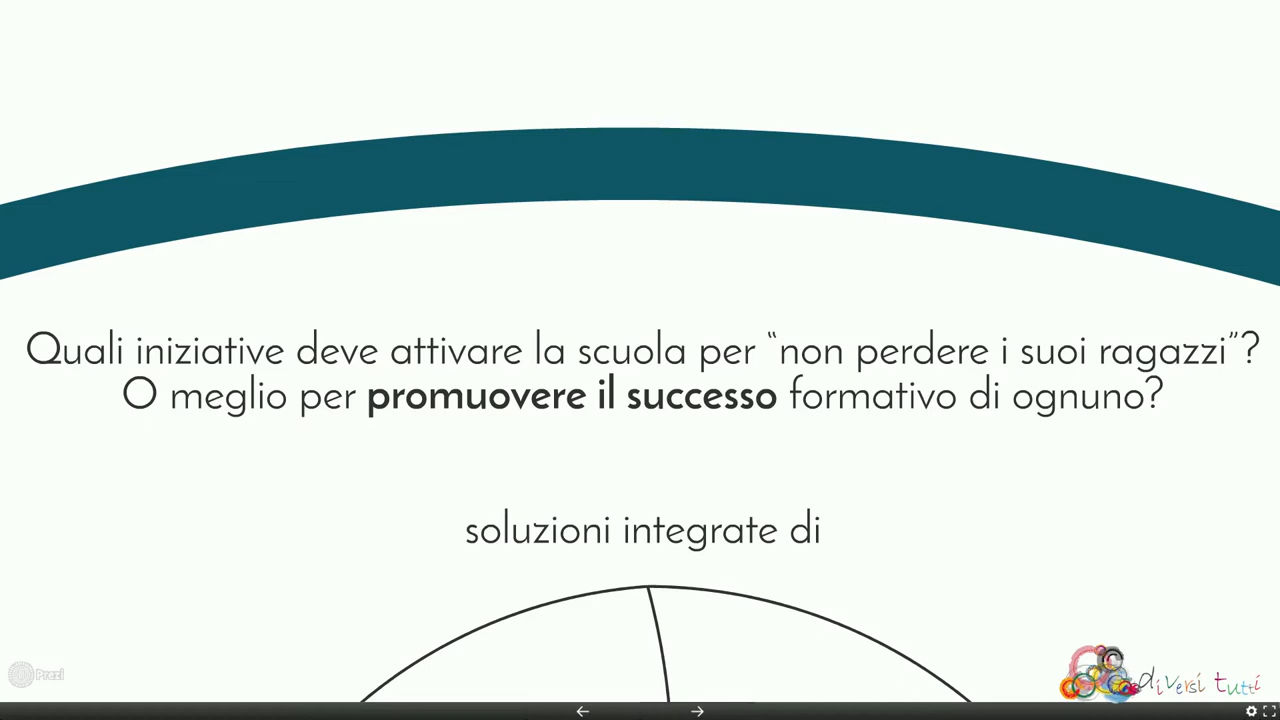 Quali iniziative deve attivare la scuola per “non perdere i suoi ragazzi”?
O meglio per promuovere il successo formativo di ognuno?
soluzioni integrate di
Prezi
diversi tutti